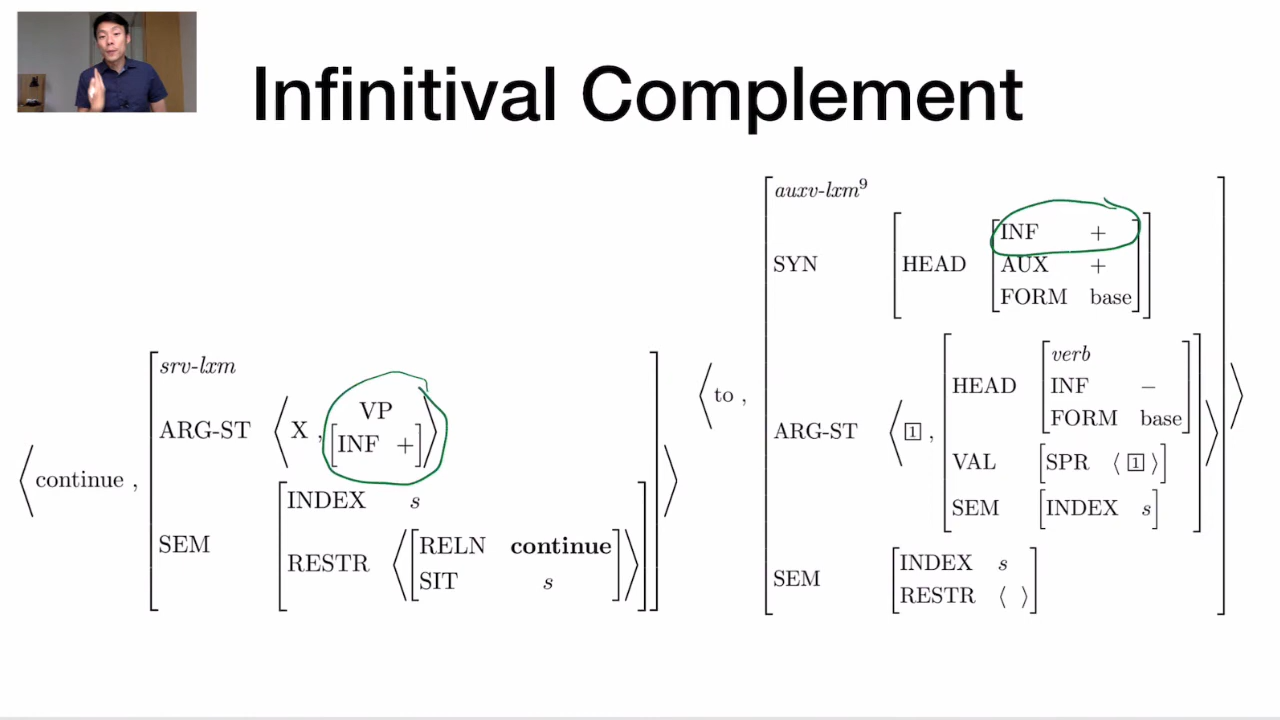 Infinitival Complement
⟨ continue ,
srv-lxm
ARG-ST ⟨ X , VP [INF +] ⟩
SEM
INDEX s
RESTR ⟨ [RELN continue
SIT s] ⟩ ⟩
⟨ to ,
auxv-lxm⁹
SYN [HEAD [INF +
AUX +
FORM base]]
ARG-ST ⟨ [1] ,
HEAD [verb
INF −
FORM base]
VAL [SPR ⟨ [1] ⟩]
SEM [INDEX s] ⟩
SEM [INDEX s
RESTR ⟨ ⟩] ⟩